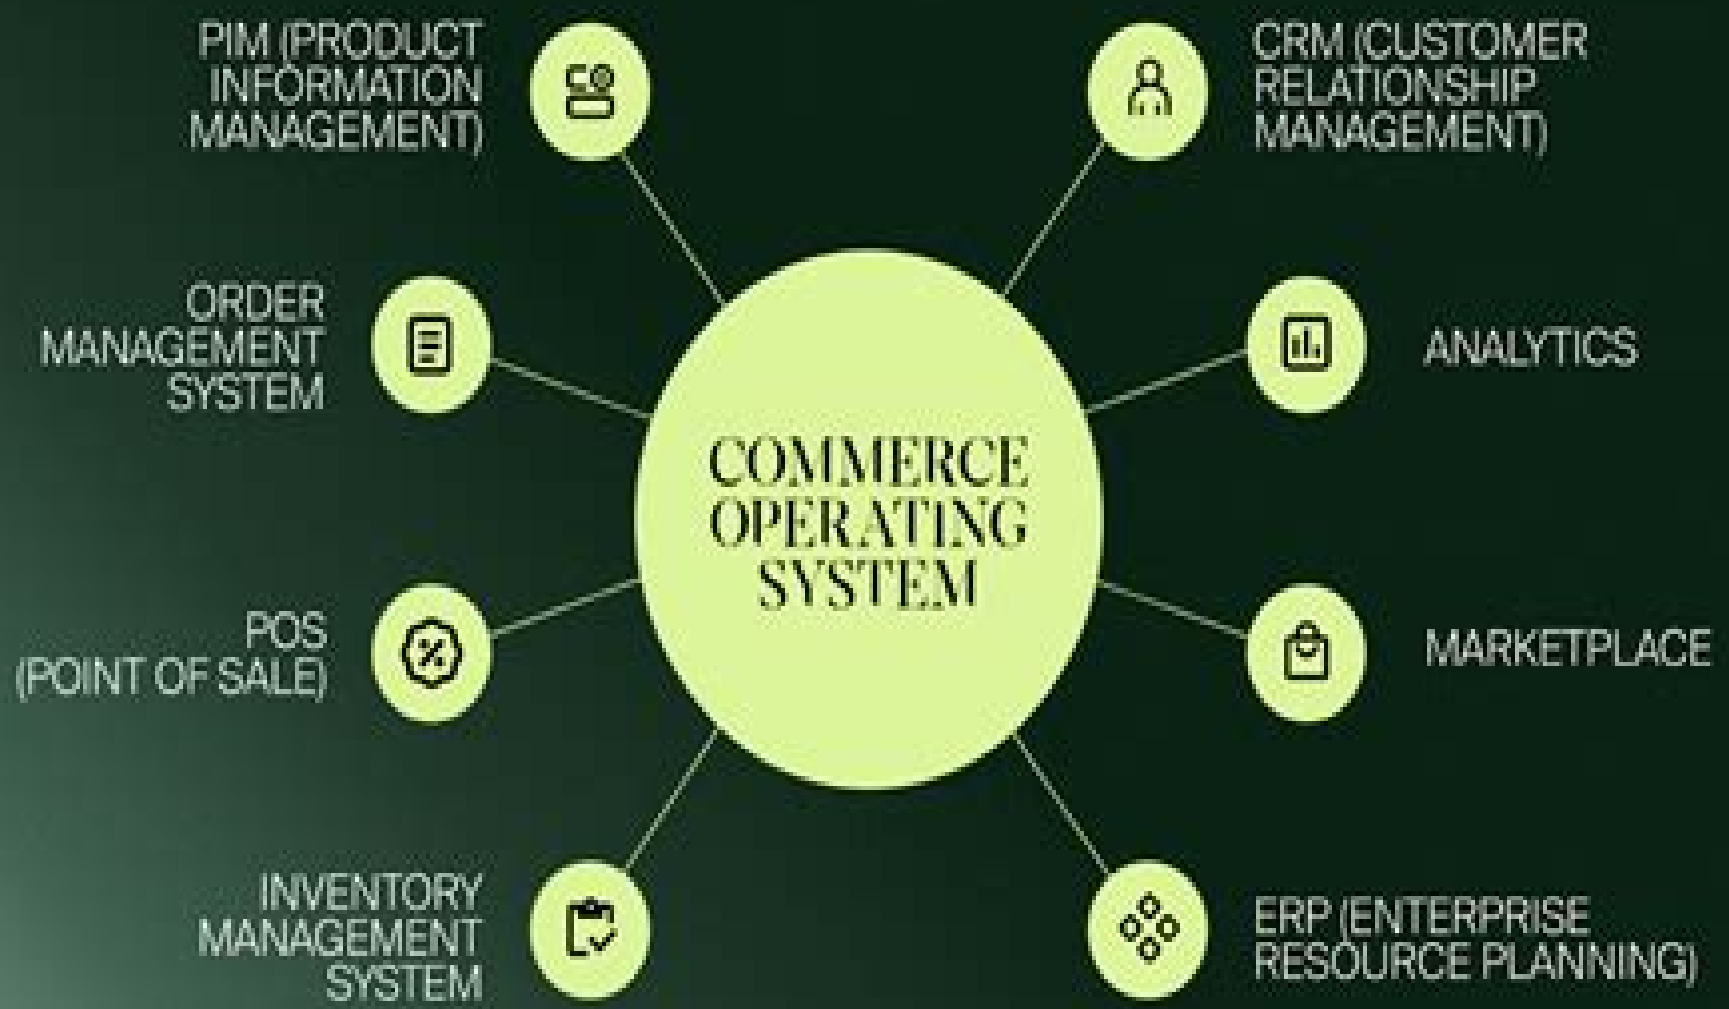 PIM (PRODUCT
INFORMATION
MANAGEMENT)
CRM (CUSTOMER
RELATIONSHIP
MANAGEMENT)
ORDER
MANAGEMENT
SYSTEM
ANALYTICS
COMMERCE
OPERATING
SYSTEM
POS
(POINT OF SALE)
MARKETPLACE
INVENTORY
MANAGEMENT
SYSTEM
ERP (ENTERPRISE
RESOURCE PLANNING)